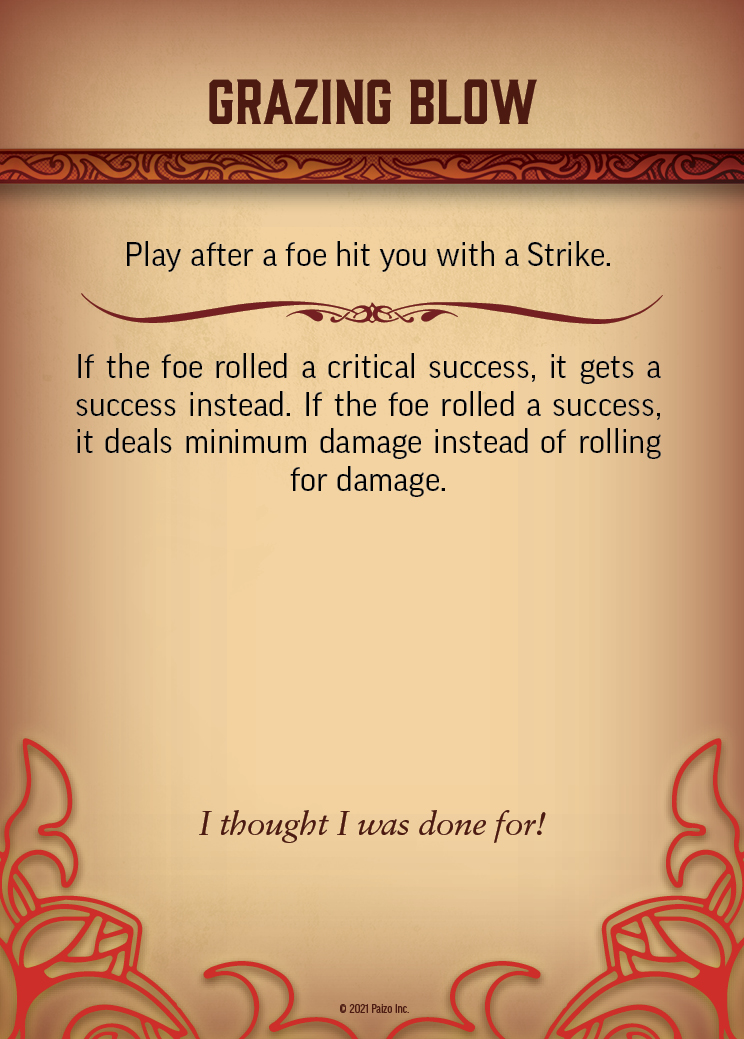 GRAZING BLOW
Play after a foe hit you with a Strike.
If the foe rolled a critical success, it gets a
success instead. If the foe rolled a success,
it deals minimum damage instead of rolling
for damage.
I thought I was done for!
© 2021 Paizo Inc.